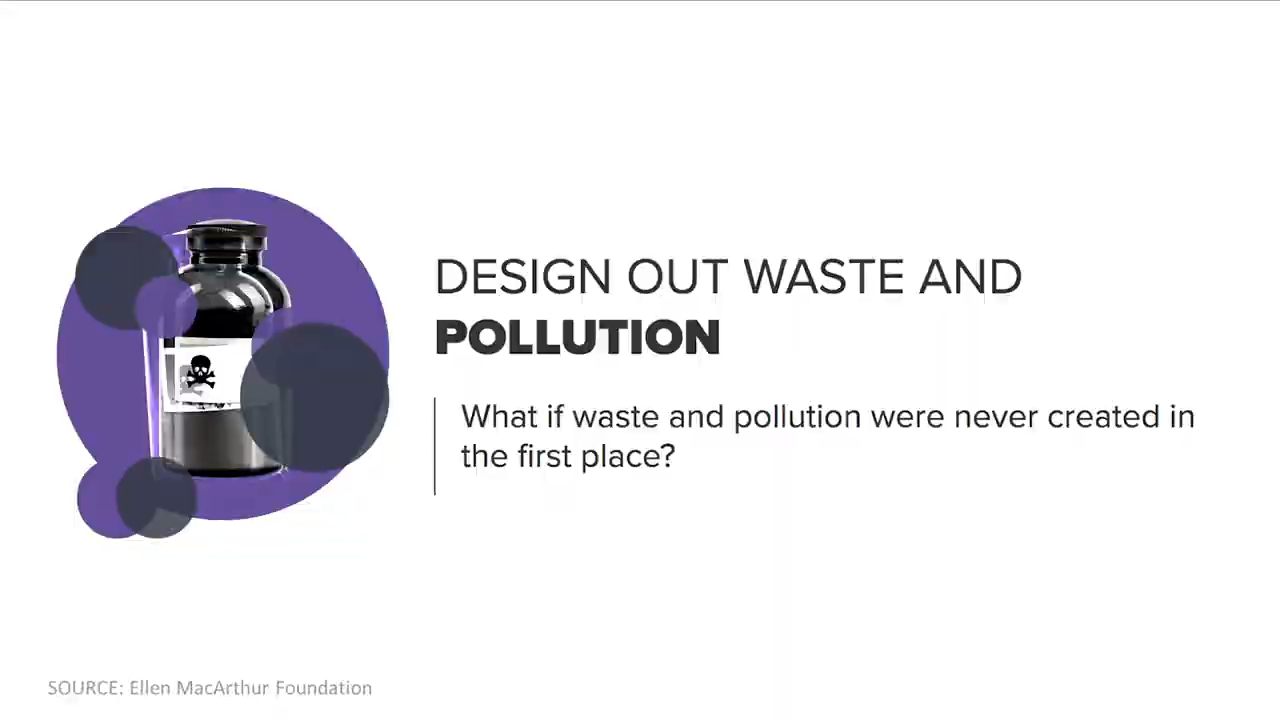 DESIGN OUT WASTE AND
POLLUTION
What if waste and pollution were never created in
the first place?
SOURCE: Ellen MacArthur Foundation